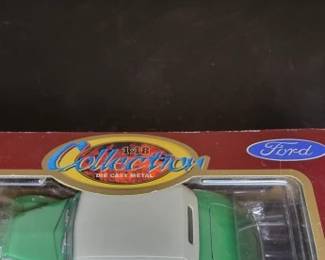 1:18
Collection
DIE CAST METAL
Ford